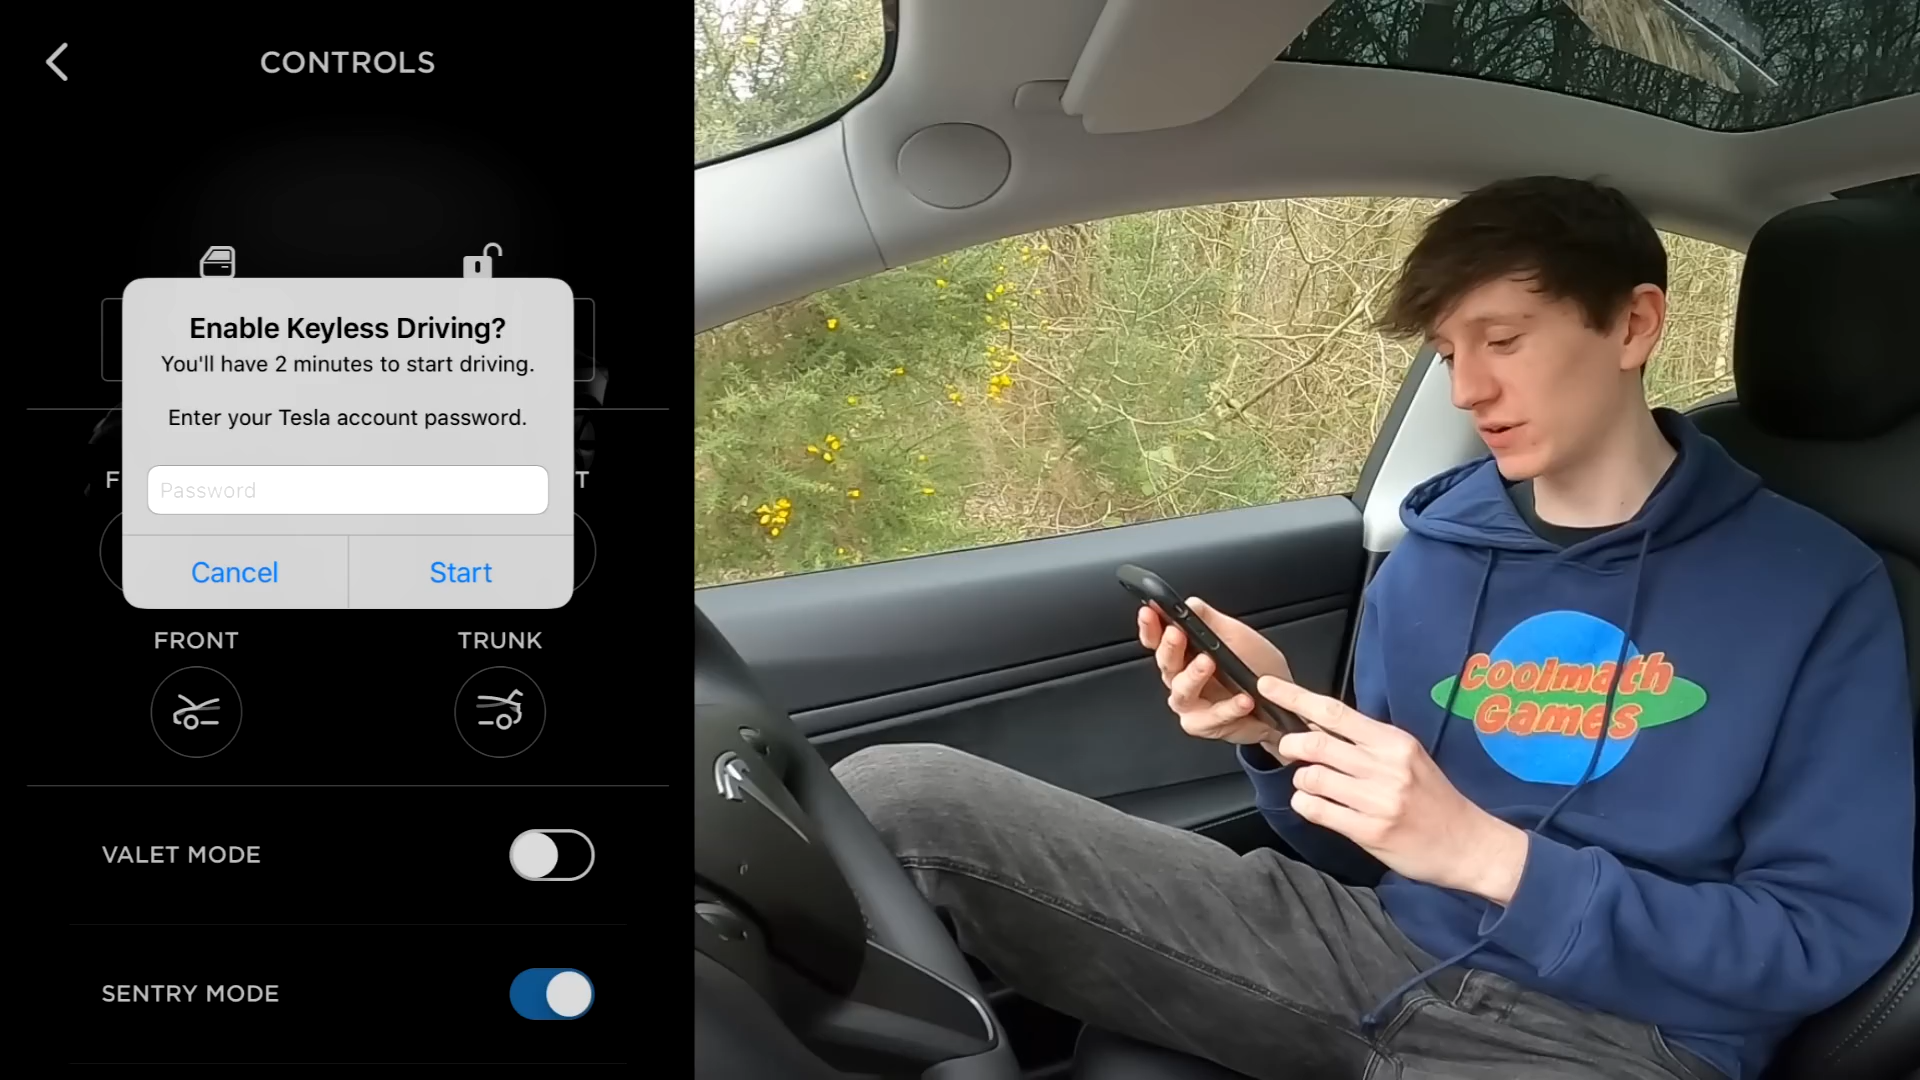 CONTROLS
Enable Keyless Driving?
You'll have 2 minutes to start driving.
Enter your Tesla account password.
F
T
Password
Cancel
Start
FRONT
TRUNK
VALET MODE
SENTRY MODE
Coolmath
Games